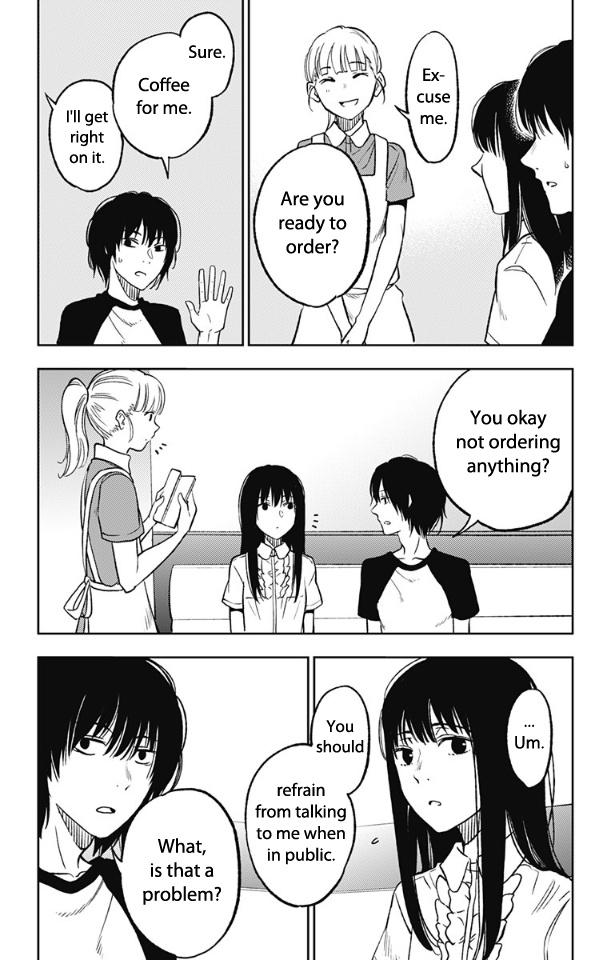 Ex-
cuse
me.
Are you
ready to
order?
Sure.
Coffee
for me.
I'll get
right
on it.
You okay
not ordering
anything?
...
Um.
You
should
refrain
from talking
to me when
in public.
What,
is that a
problem?